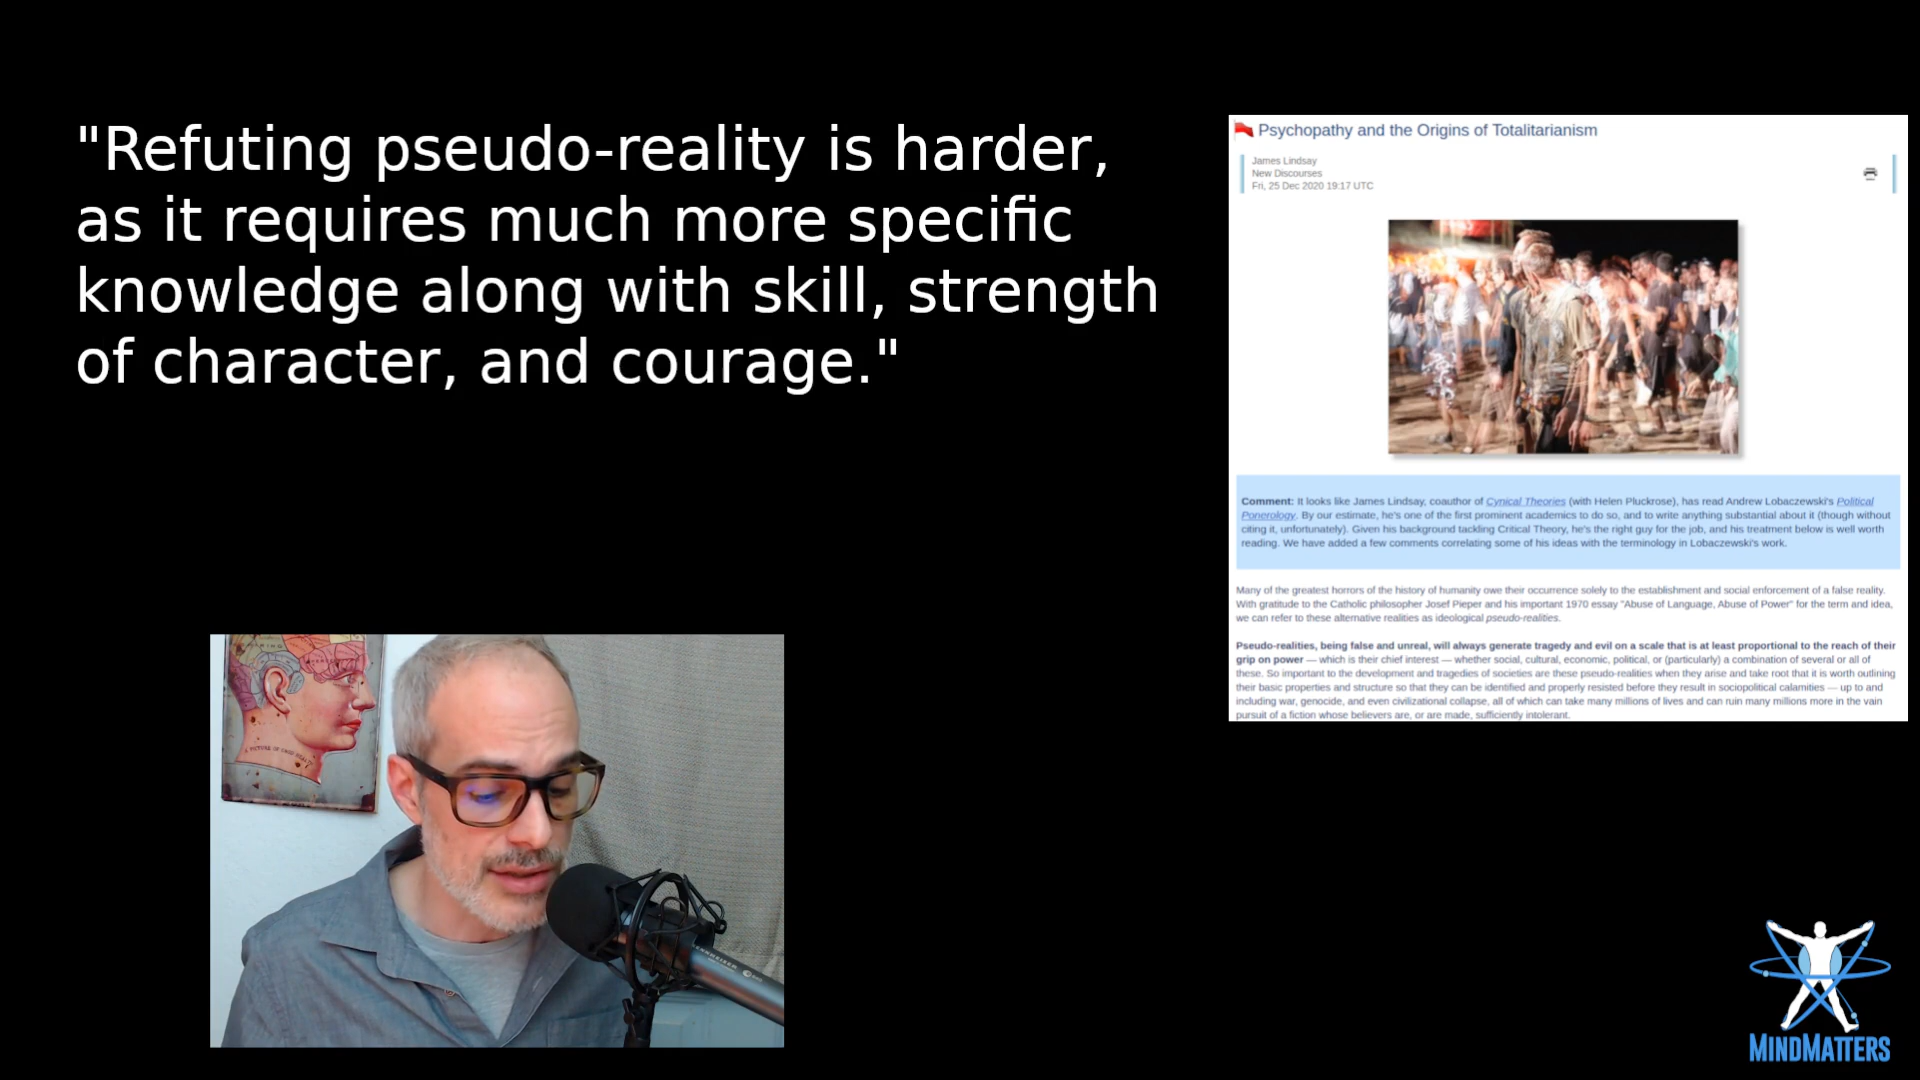 "Refuting pseudo-reality is harder,
as it requires much more specific
knowledge along with skill, strength
of character, and courage."
Psychopathy and the Origins of Totalitarianism
James Lindsay
New Discourses
Fri, 25 Dec 2020 19:17 UTC
Comment: It looks like James Lindsay, coauthor of Cynical Theories (with Helen Pluckrose), has read Andrew Lobaczewski's Political
Ponerology. By our estimate, he's one of the first prominent academics to do so, and to write anything substantial about it (though without
citing it, unfortunately). Given his background tackling Critical Theory, he's the right guy for the job, and his treatment below is well worth
reading. We have added a few comments correlating some of his ideas with the terminology in Lobaczewski's work.
Many of the greatest horrors of the history of humanity owe their occurrence solely to the establishment and social enforcement of a false reality.
With gratitude to the Catholic philosopher Josef Pieper and his important 1970 essay "Abuse of Language, Abuse of Power" for the term and idea,
we can refer to these alternative realities as ideological pseudo-realities.
Pseudo-realities, being false and unreal, will always generate tragedy and evil on a scale that is at least proportional to the reach of their
grip on power — which is their chief interest — whether social, cultural, economic, political, or (particularly) a combination of several or all of
these. So important to the development and tragedies of societies are these pseudo-realities when they arise and take root that it is worth outlining
their basic properties and structure so that they can be identified and properly resisted before they result in sociopolitical calamities — up to and
including war, genocide, and even civilizational collapse, all of which can take many millions of lives and can ruin many millions more in the vain
pursuit of a fiction whose believers are, or are made, sufficiently intolerant.
SENNHEISER
MINDMATTERS